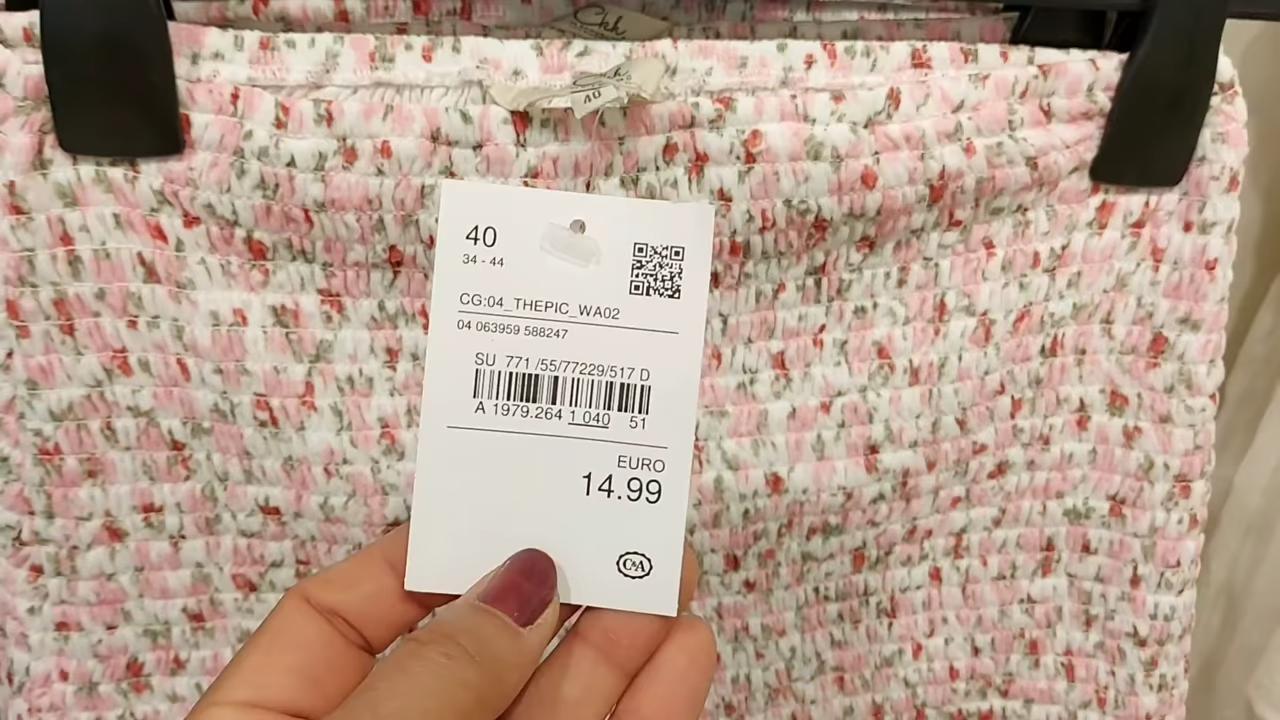 40
40
34 - 44
CG:04_THEPIC_WA02
04 063959 588247
SU 771 /55/77229/517 D
A 1979.264 1 040 51
EURO
14.99
C&A